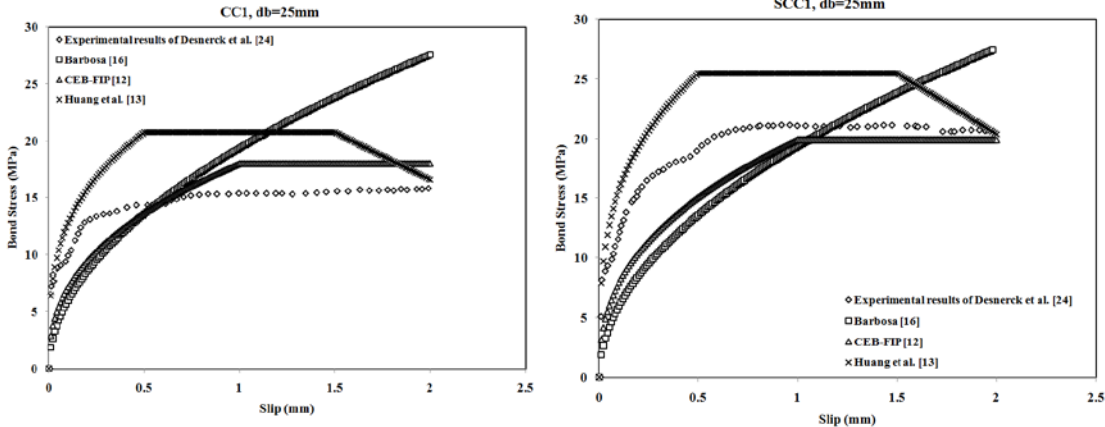 CC1, db=25mm
30
25
20
15
10
5
0
Bond Stress (MPa)
Experimental results of Desnerck et al. [24]
Barbosa [16]
CEB-FIP[12]
Huang et al. [13]
0 0.5 1 1.5 2 2.5
Slip (mm)
SCC1, db=25mm
30
25
20
15
10
5
0
Bond Stress (MPa)
Experimental results of Desnerck et al. [24]
Barbosa [16]
CEB-FIP [12]
Huang et al. [13]
0 0.5 1 1.5 2 2.5
Slip (mm)